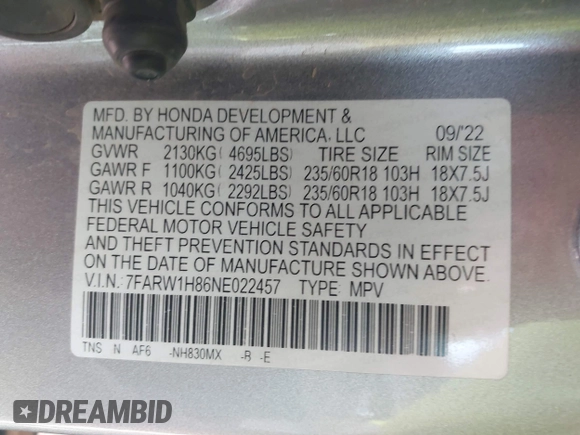 MFD. BY HONDA DEVELOPMENT &
MANUFACTURING OF AMERICA, LLC 09/'22
GVWR 2130KG( 4695LBS) TIRE SIZE RIM SIZE
GAWR F 1100KG( 2425LBS) 235/60R18 103H 18X7.5J
GAWR R 1040KG( 2292LBS) 235/60R18 103H 18X7.5J
THIS VEHICLE CONFORMS TO ALL APPLICABLE
FEDERAL MOTOR VEHICLE SAFETY
AND THEFT PREVENTION STANDARDS IN EFFECT
ON THE DATE OF MANUFACTURE SHOWN ABOVE.
V.I.N.:7FARW1H86NE022457 TYPE: MPV
TNS N AF6 -NH830MX -B -E
DREAMBID